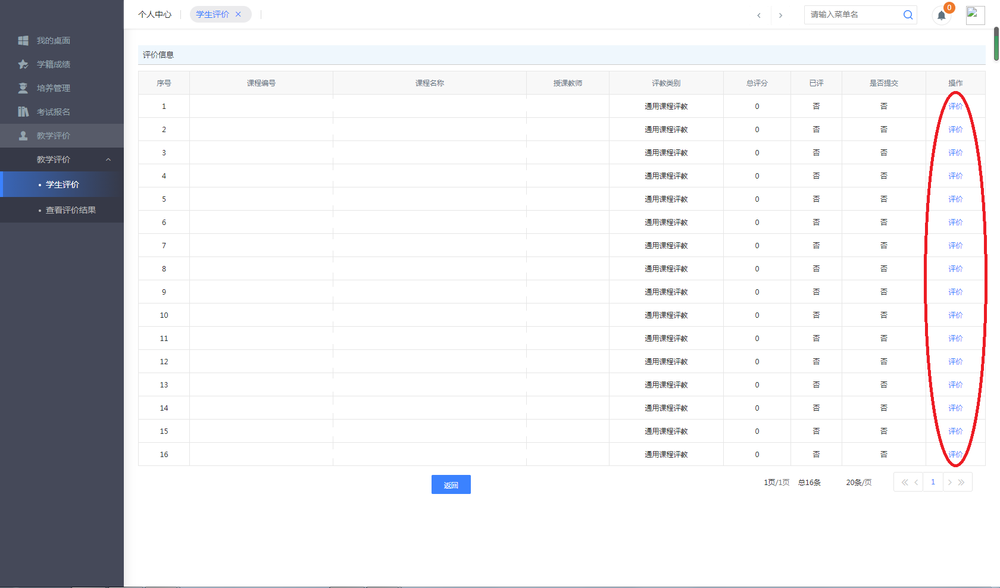 个人中心 学生评价 ×
请输入菜单名
0
我的桌面
学籍成绩
培养管理
考试报名
教学评价
教学评价
• 学生评价
• 查看评价结果
评价信息
序号 课程编号 课程名称 授课教师 评教类别 总评分 已评 是否提交 操作
1 通用课程评教 0 否 否 评价
2 通用课程评教 0 否 否 评价
3 通用课程评教 0 否 否 评价
4 通用课程评教 0 否 否 评价
5 通用课程评教 0 否 否 评价
6 通用课程评教 0 否 否 评价
7 通用课程评教 0 否 否 评价
8 通用课程评教 0 否 否 评价
9 通用课程评教 0 否 否 评价
10 通用课程评教 0 否 否 评价
11 通用课程评教 0 否 否 评价
12 通用课程评教 0 否 否 评价
13 通用课程评教 0 否 否 评价
14 通用课程评教 0 否 否 评价
15 通用课程评教 0 否 否 评价
16 通用课程评教 0 否 否 评价
返回 1页/1页 总16条 20条/页 1